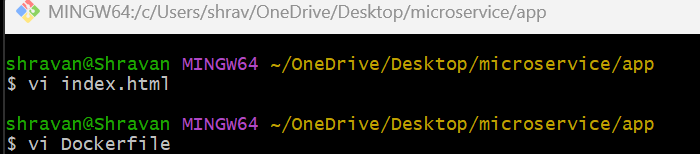 MINGW64:/c/Users/shrav/OneDrive/Desktop/microservice/app
shravan@Shravan MINGW64 ~/OneDrive/Desktop/microservice/app
$ vi index.html
shravan@Shravan MINGW64 ~/OneDrive/Desktop/microservice/app
$ vi Dockerfile